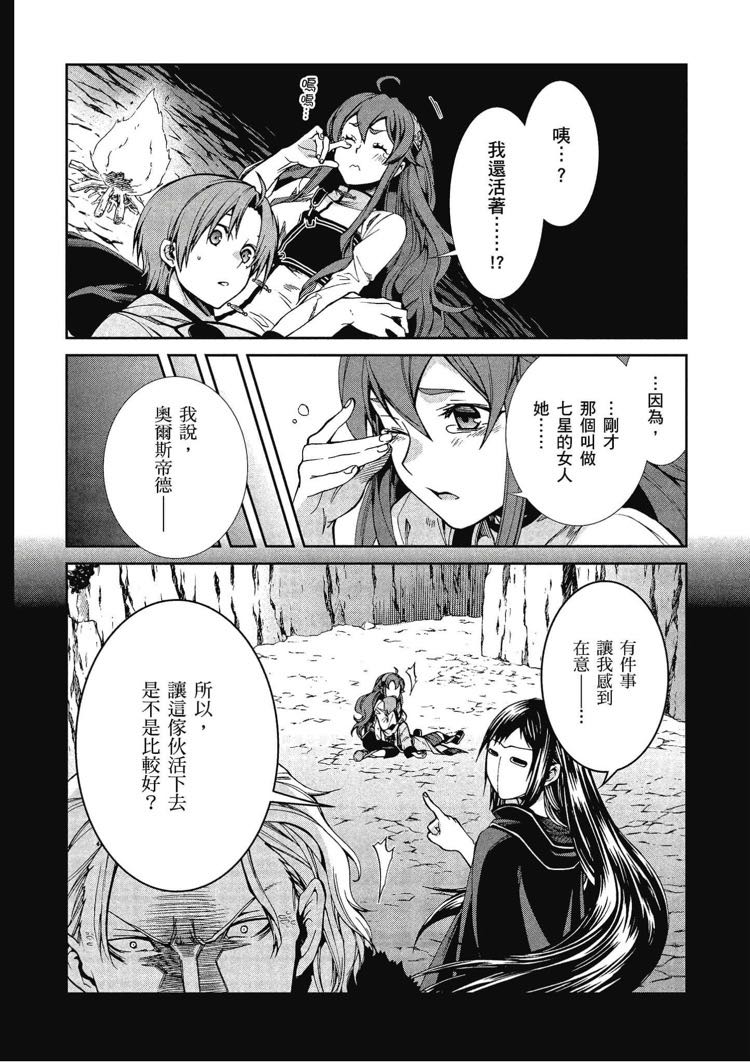 咦…？
我還活著……!?
嗚嗚…
…因為，
…剛才
那個叫做
七星的女人
她……
我說，
奧爾斯帝德——
有件事
讓我感到
在意——…
所以，
讓這傢伙活下去
是不是比較好？